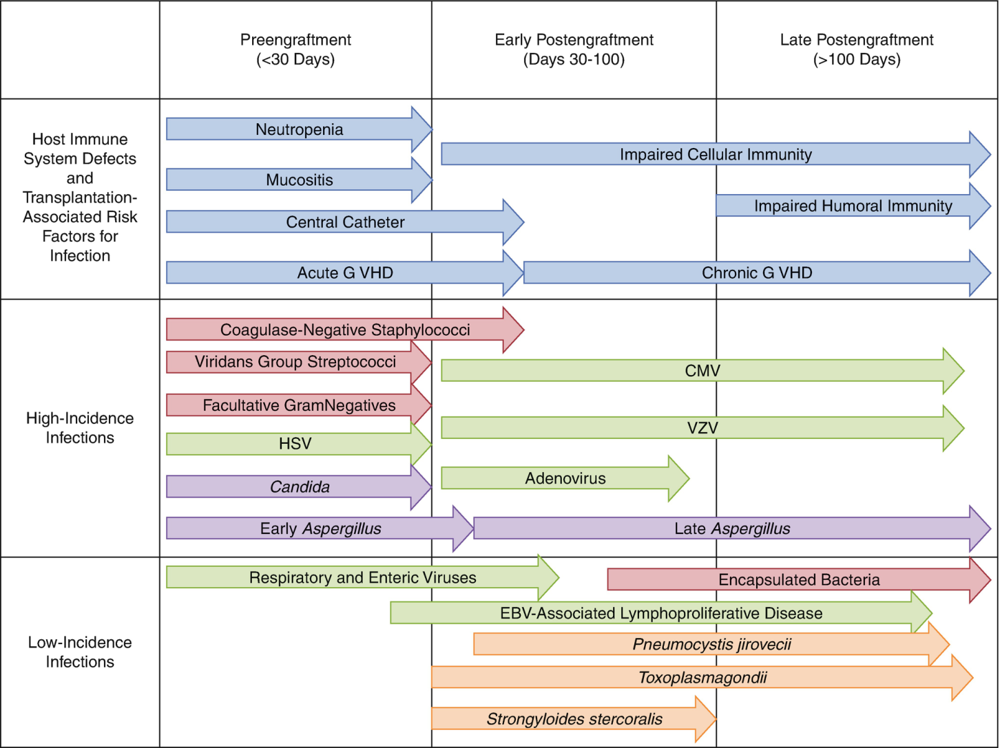 Preengraftment
(<30 Days)
Early Postengraftment
(Days 30-100)
Late Postengraftment
(>100 Days)
Host Immune
System Defects
and
Transplantation-
Associated Risk
Factors for
Infection
Neutropenia
Impaired Cellular Immunity
Mucositis
Impaired Humoral Immunity
Central Catheter
Acute G VHD
Chronic G VHD
High-Incidence
Infections
Coagulase-Negative Staphylococci
Viridans Group Streptococci
CMV
Facultative GramNegatives
VZV
HSV
Adenovirus
Candida
Early Aspergillus
Late Aspergillus
Low-Incidence
Infections
Respiratory and Enteric Viruses
Encapsulated Bacteria
EBV-Associated Lymphoproliferative Disease
Pneumocystis jirovecii
Toxoplasmagondii
Strongyloides stercoralis